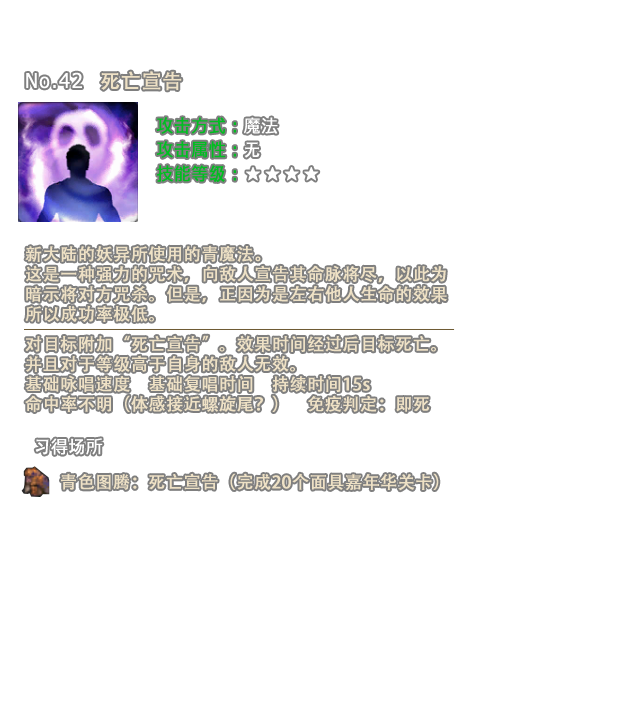 No.42 死亡宣告
攻击方式：魔法
攻击属性：无
技能等级：☆☆☆☆
新大陆的妖异所使用的青魔法。
这是一种强力的咒术，向敌人宣告其命脉将尽，以此为
暗示将对方咒杀。但是，正因为是左右他人生命的效果
所以成功率极低。
对目标附加“死亡宣告”。效果时间经过后目标死亡。
并且对于等级高于自身的敌人无效。
基础咏唱速度 基础复唱时间 持续时间15s
命中率不明（体感接近螺旋尾？） 免疫判定：即死
习得场所
青色图腾：死亡宣告（完成20个面具嘉年华关卡）